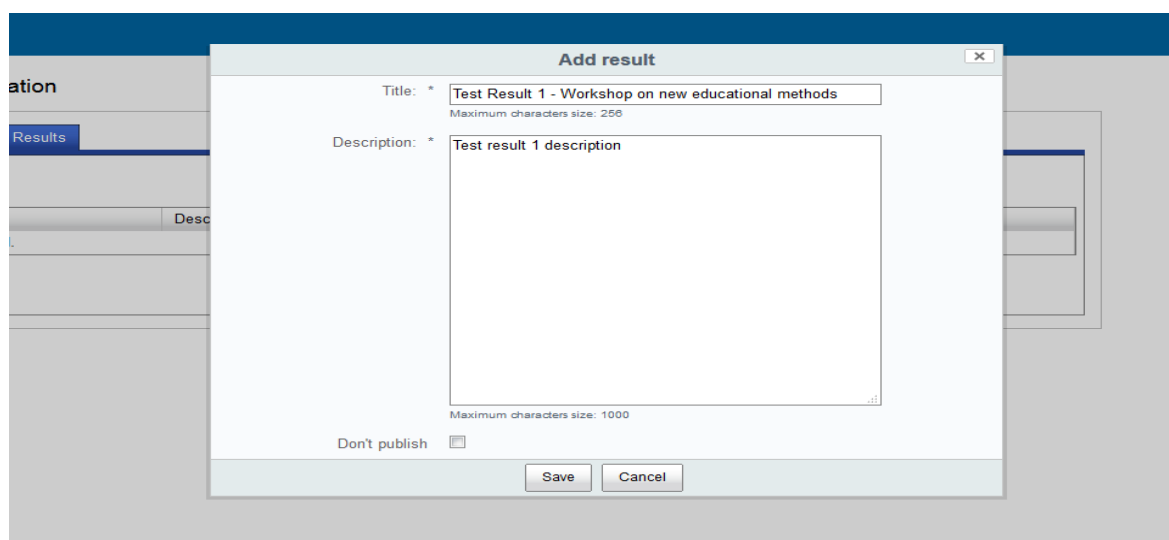 Add result
ation
Title: * Test Result 1 - Workshop on new educational methods
Maximum characters size: 256
Results
Description: * Test result 1 description
Desc
.
Maximum characters size: 1000
Don't publish
Save Cancel